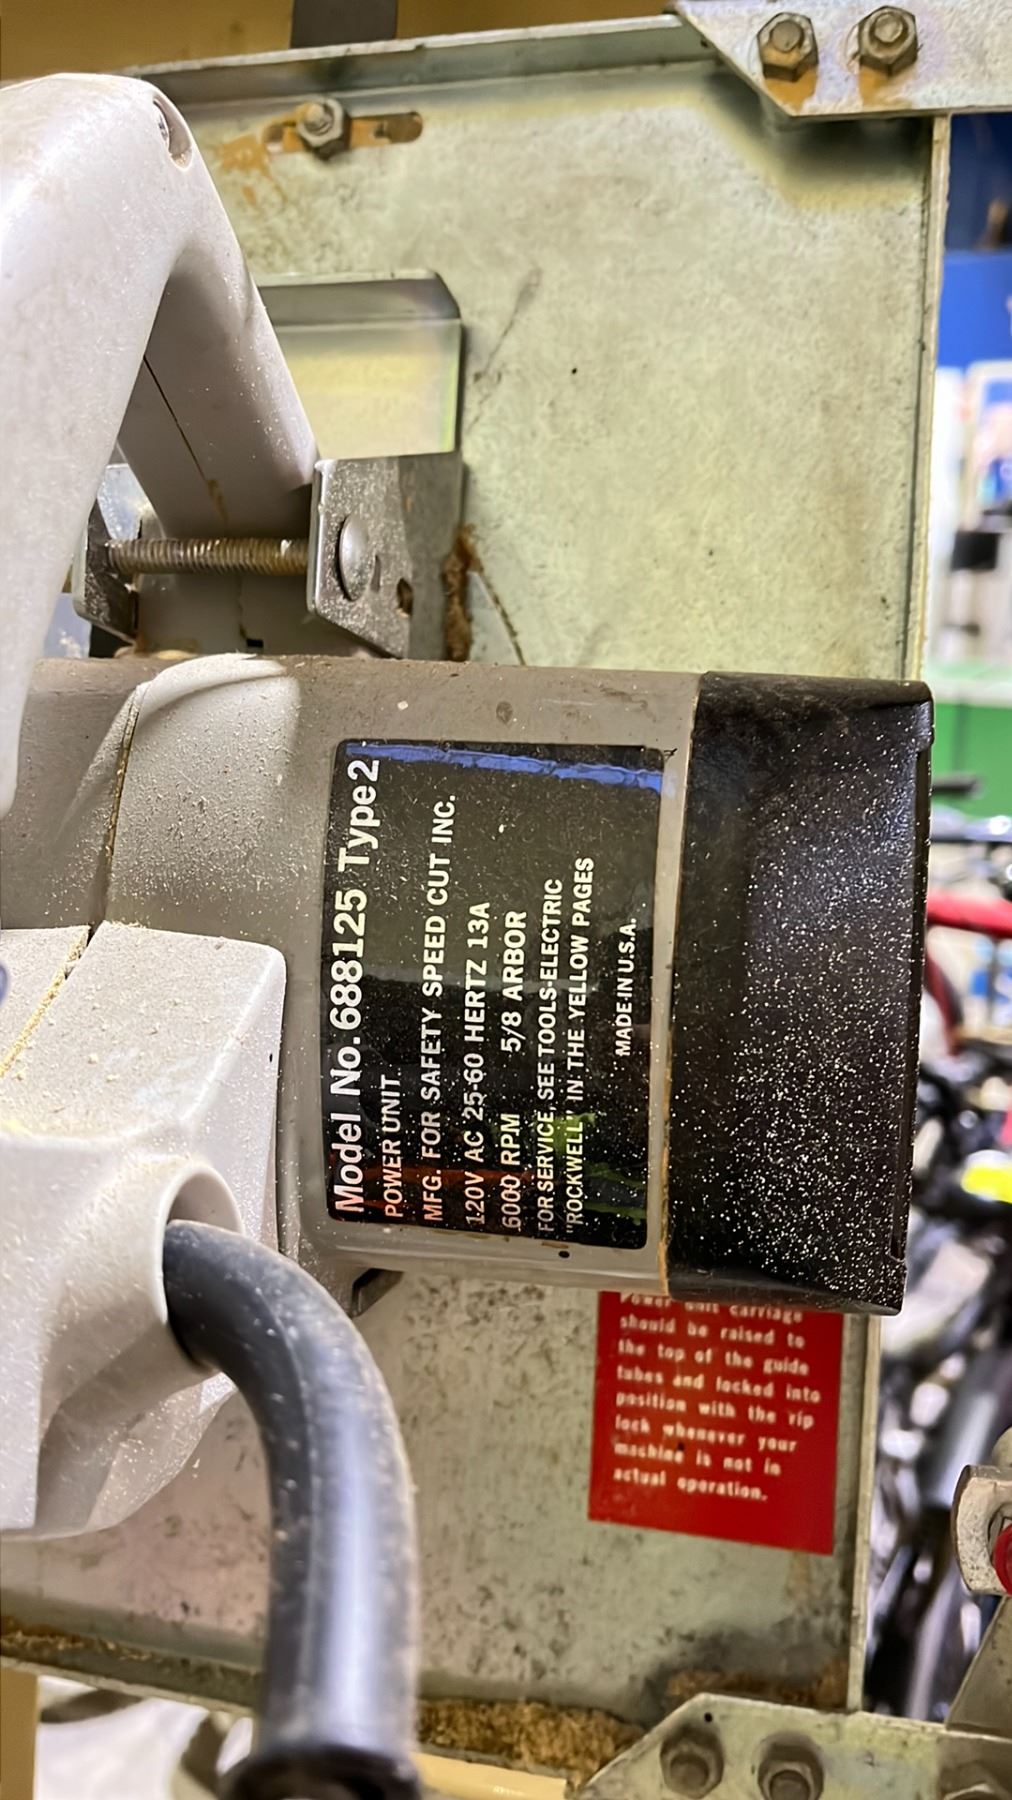 Model No. 688125 Type 2
POWER UNIT
MFG. FOR SAFETY SPEED CUT INC.
120V AC 25-60 HERTZ 13A
6000 RPM 5/8 ARBOR
FOR SERVICE, SEE TOOLS-ELECTRIC
"ROCKWELL" IN THE YELLOW PAGES
MADE IN U.S.A.
Power unit carriage
should be raised to
the top of the guide
tubes and locked into
position with the rip
lock whenever your
machine is not in
actual operation.